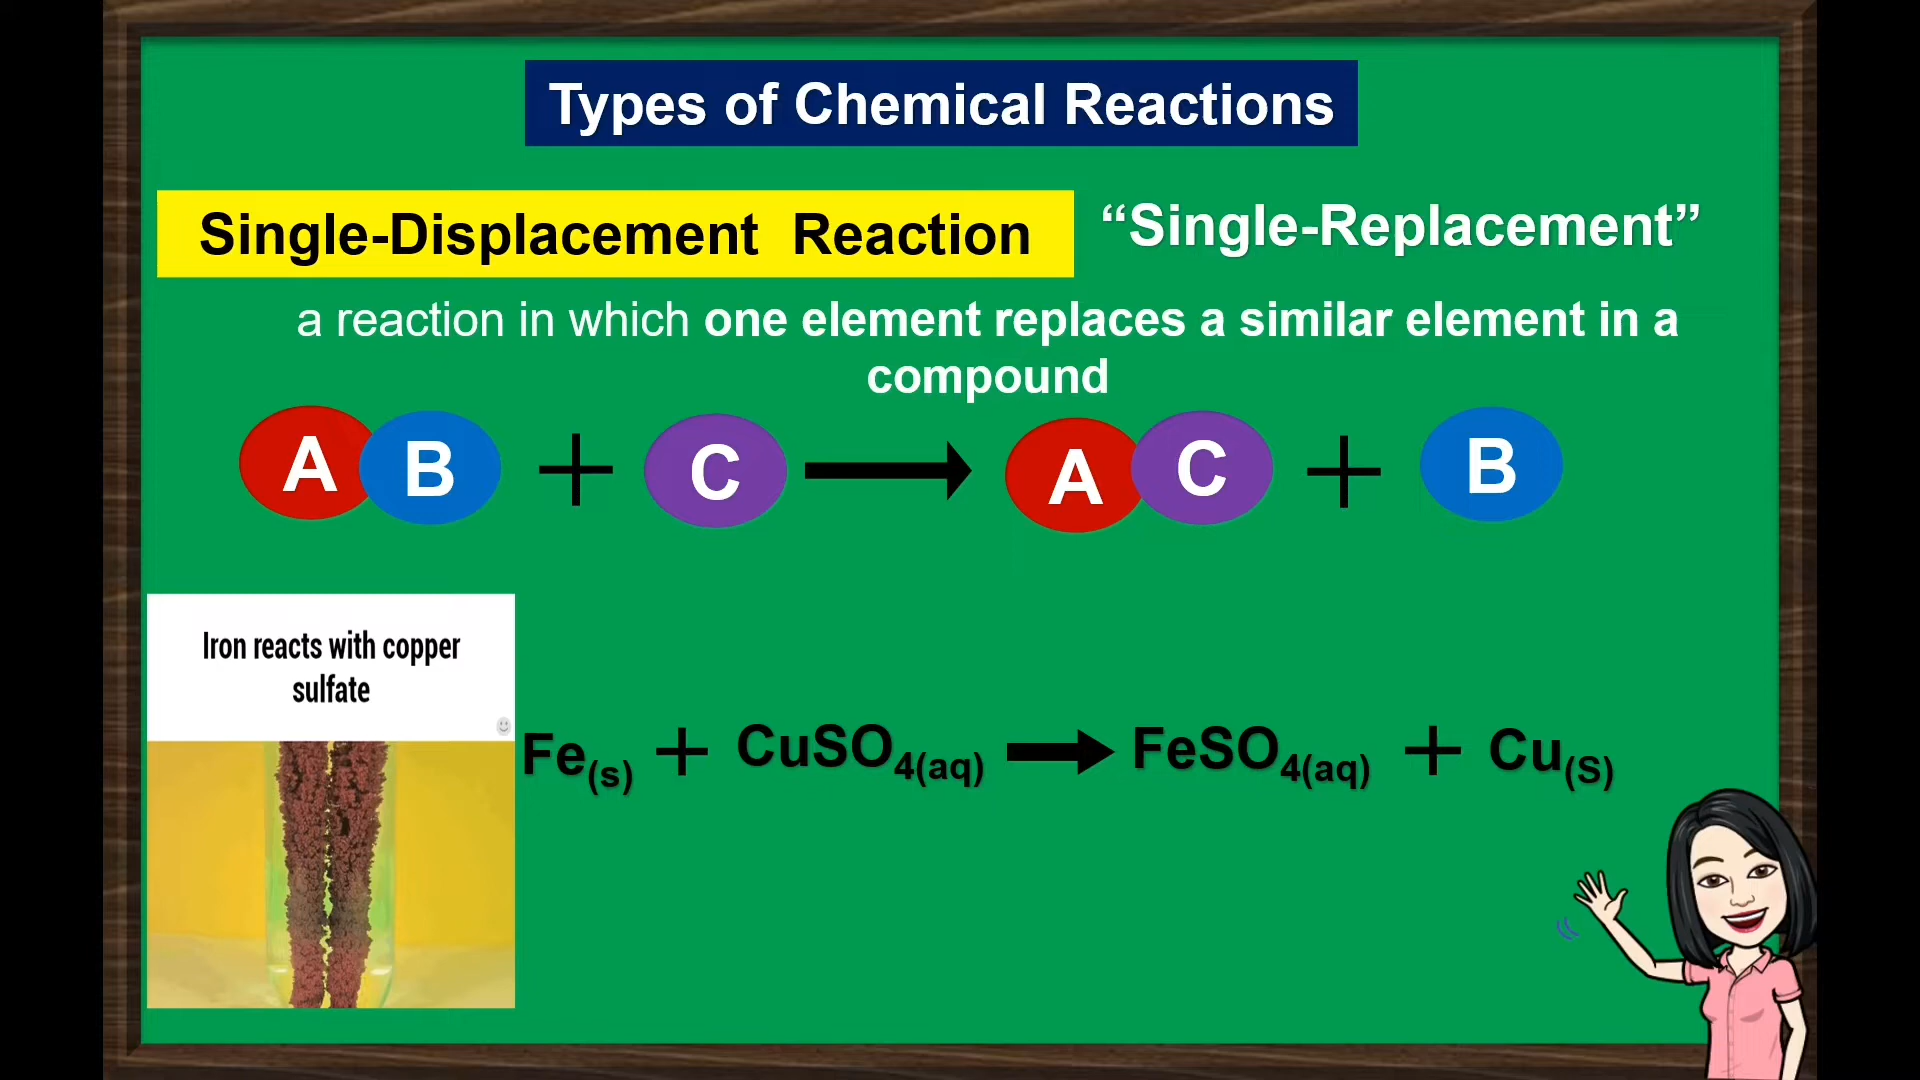 Types of Chemical Reactions
Single-Displacement Reaction
“Single-Replacement”
a reaction in which one element replaces a similar element in a
compound
A B + C → A C + B
Iron reacts with copper
sulfate
Fe(s) + CuSO4(aq) → FeSO4(aq) + Cu(S)